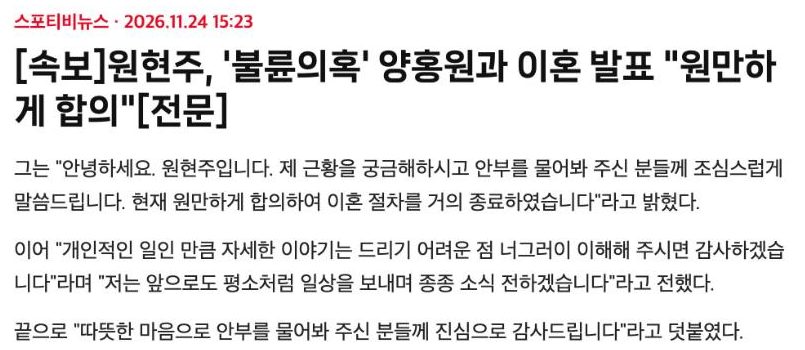 스포티비뉴스 · 2026.11.24 15:23
[속보]원현주, '불륜의혹' 양홍원과 이혼 발표 "원만하
게 합의"[전문]
그는 "안녕하세요. 원현주입니다. 제 근황을 궁금해하시고 안부를 물어봐 주신 분들께 조심스럽게
말씀드립니다. 현재 원만하게 합의하여 이혼 절차를 거의 종료하였습니다"라고 밝혔다.
이어 "개인적인 일인 만큼 자세한 이야기는 드리기 어려운 점 너그러이 이해해 주시면 감사하겠습
니다"라며 "저는 앞으로도 평소처럼 일상을 보내며 종종 소식 전하겠습니다"라고 전했다.
끝으로 "따뜻한 마음으로 안부를 물어봐 주신 분들께 진심으로 감사드립니다"라고 덧붙였다.